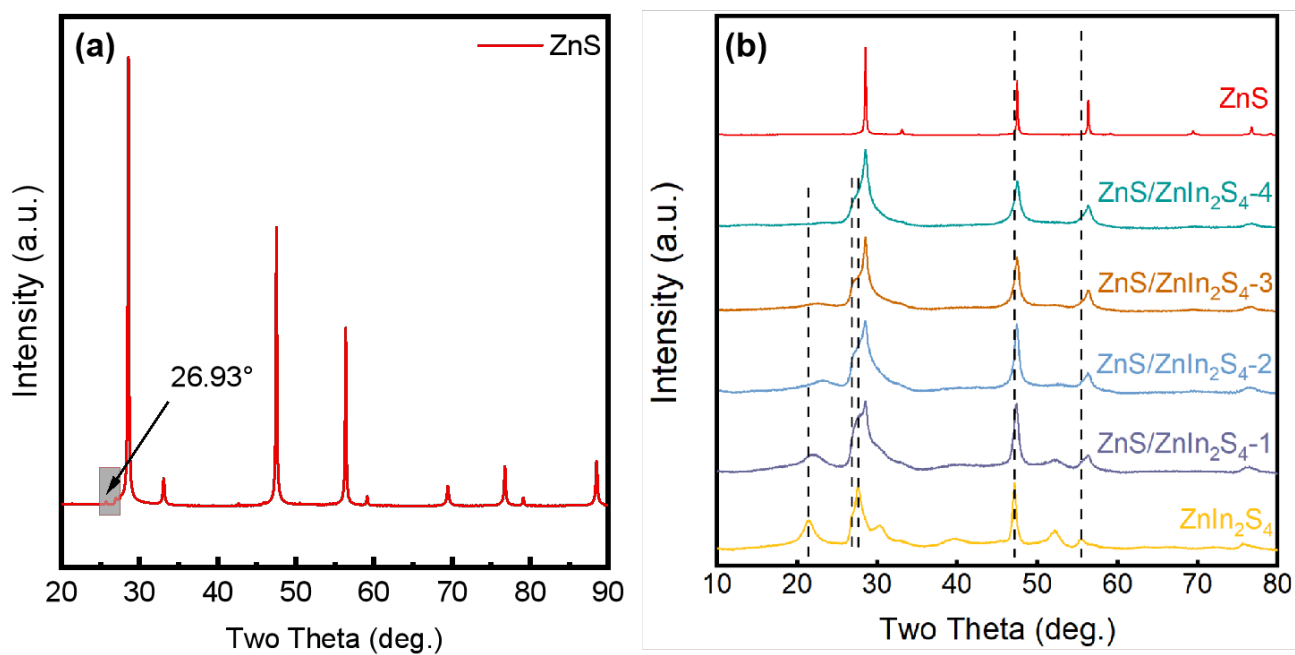 (a)
ZnS
26.93°
Intensity (a.u.)
20 30 40 50 60 70 80 90
Two Theta (deg.)
(b)
ZnS
ZnS/ZnIn₂S₄-4
ZnS/ZnIn₂S₄-3
ZnS/ZnIn₂S₄-2
ZnS/ZnIn₂S₄-1
ZnIn₂S₄
Intensity (a.u.)
10 20 30 40 50 60 70 80
Two Theta (deg.)